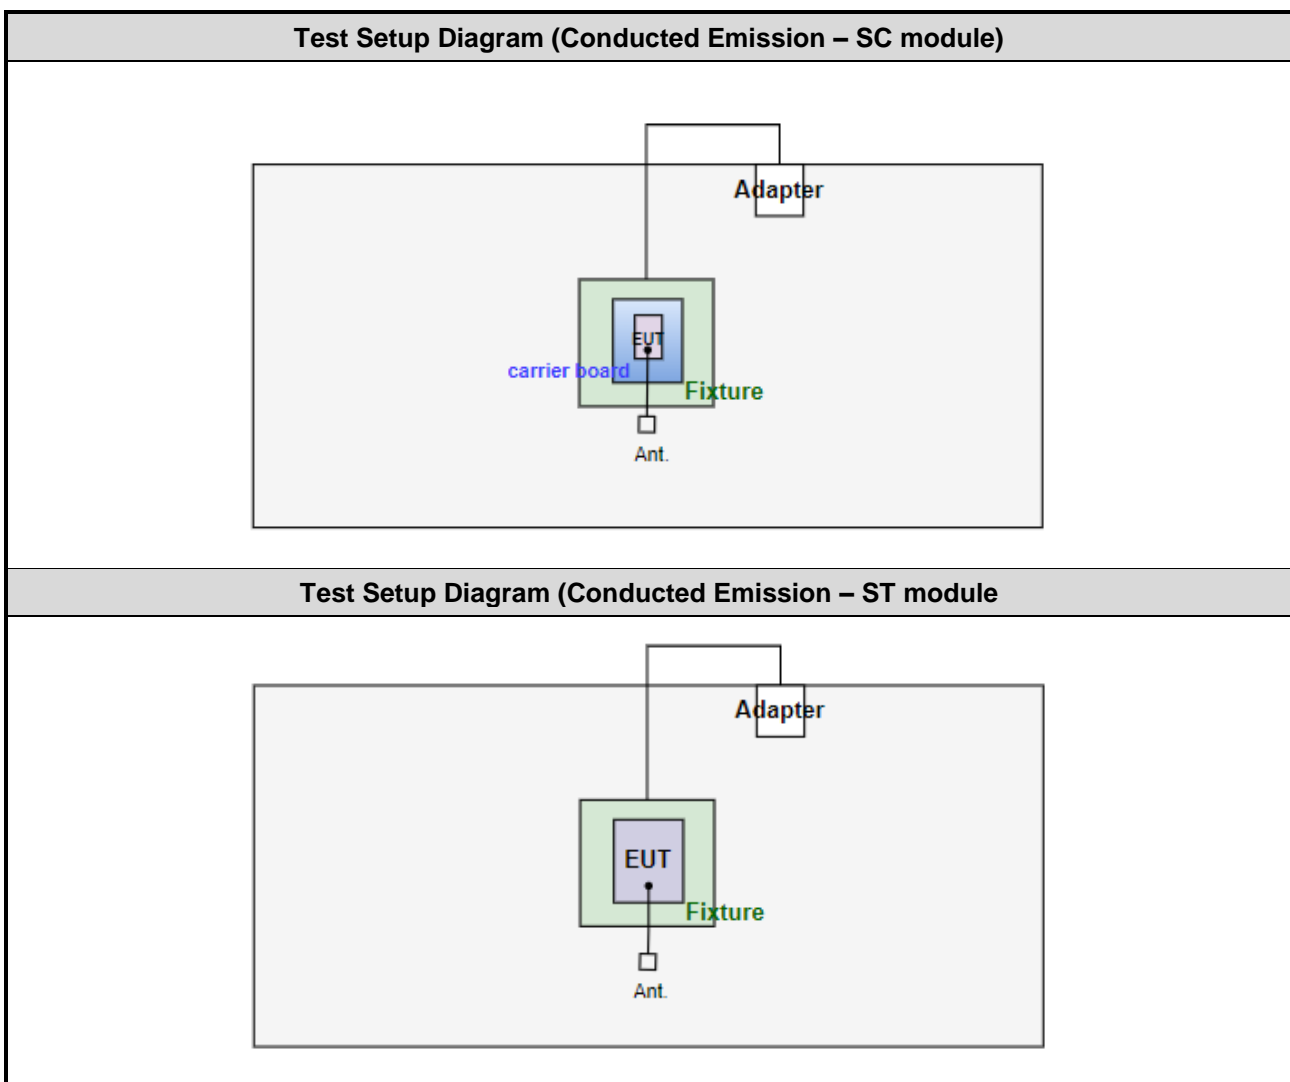 Test Setup Diagram (Conducted Emission – SC module)
Adapter
EUT
carrier board
Fixture
Ant.
Test Setup Diagram (Conducted Emission – ST module
Adapter
EUT
Fixture
Ant.